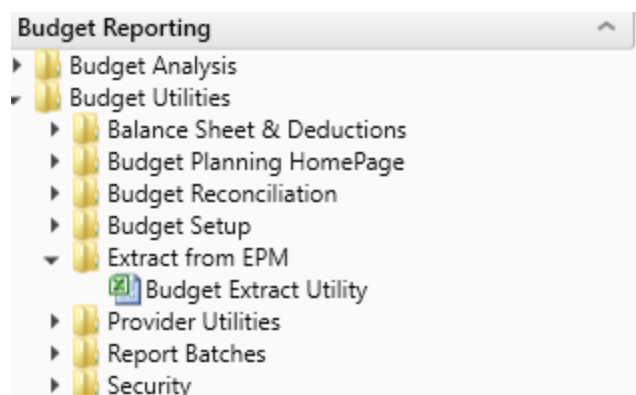 Budget Reporting
Budget Analysis
Budget Utilities
Balance Sheet & Deductions
Budget Planning HomePage
Budget Reconciliation
Budget Setup
Extract from EPM
Budget Extract Utility
Provider Utilities
Report Batches
Security